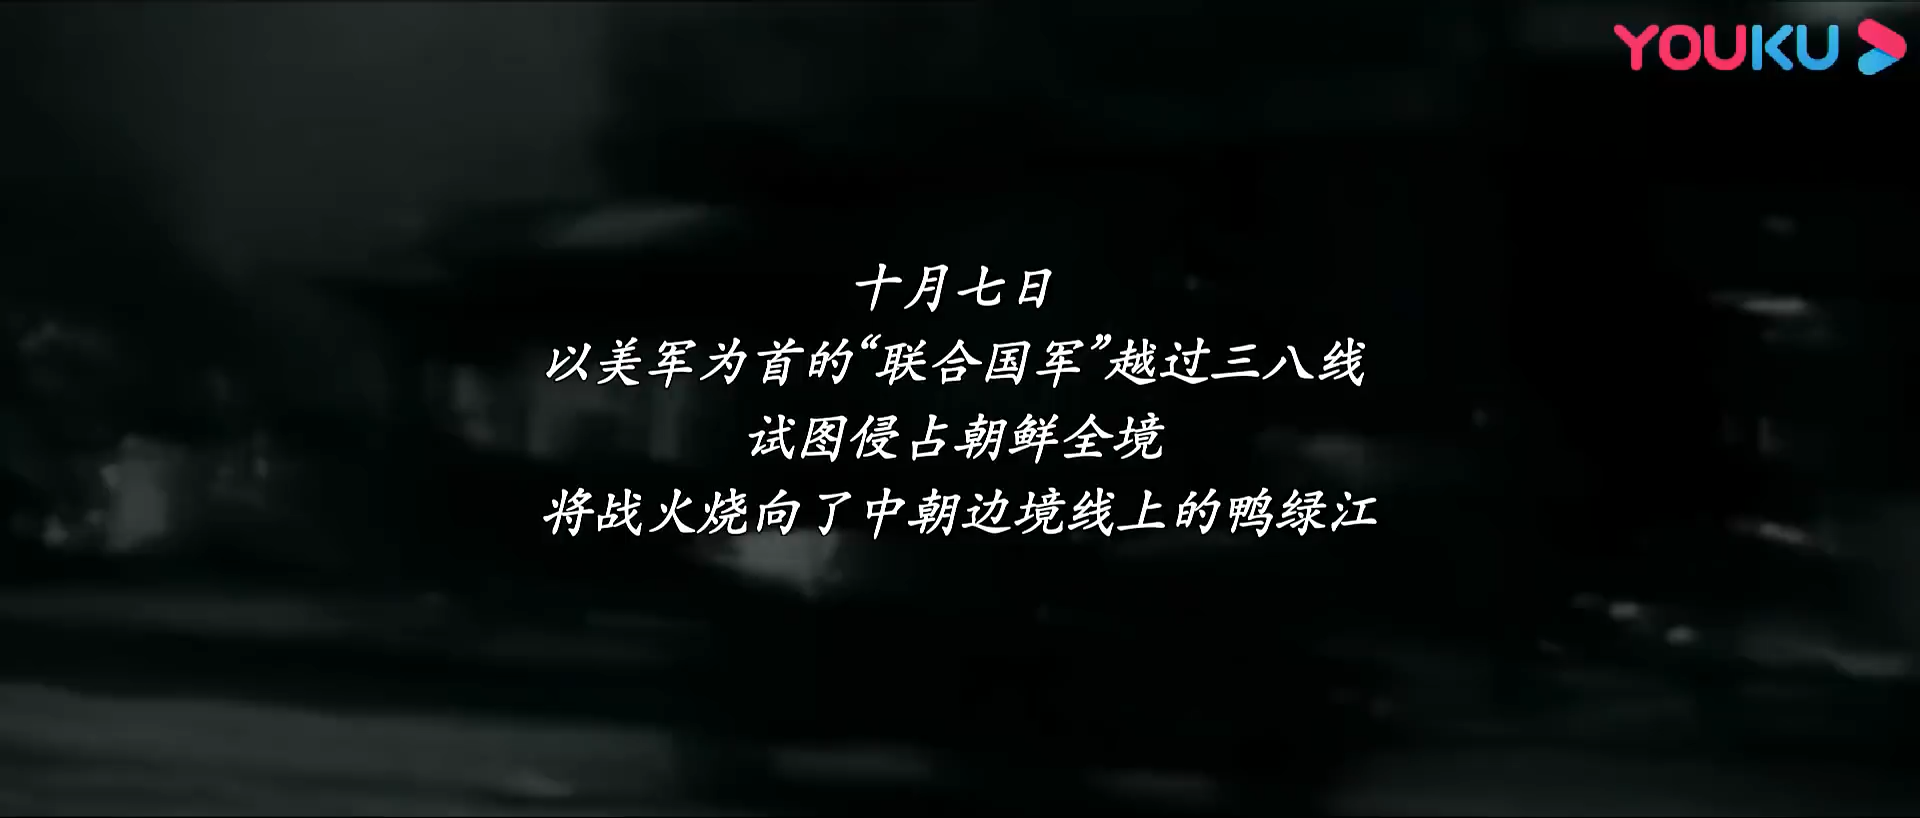 YOUKU
十月七日
以美军为首的“联合国军”越过三八线
试图侵占朝鲜全境
将战火烧向了中朝边境线上的鸭绿江